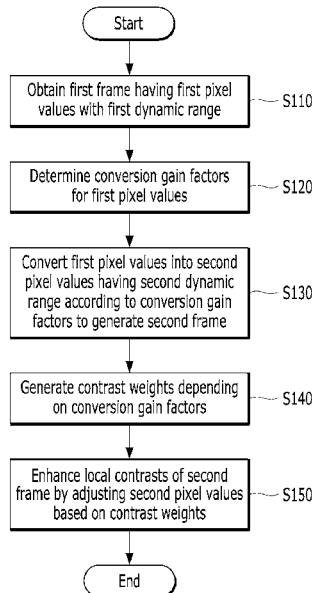 Start
Obtain first frame having first pixel
values with first dynamic range
S110
Determine conversion gain factors
for first pixel values
S120
Convert first pixel values into second
pixel values having second dynamic
range according to conversion gain
factors to generate second frame
S130
Generate contrast weights depending
on conversion gain factors
S140
Enhance local contrasts of second
frame by adjusting second pixel values
based on contrast weights
S150
End